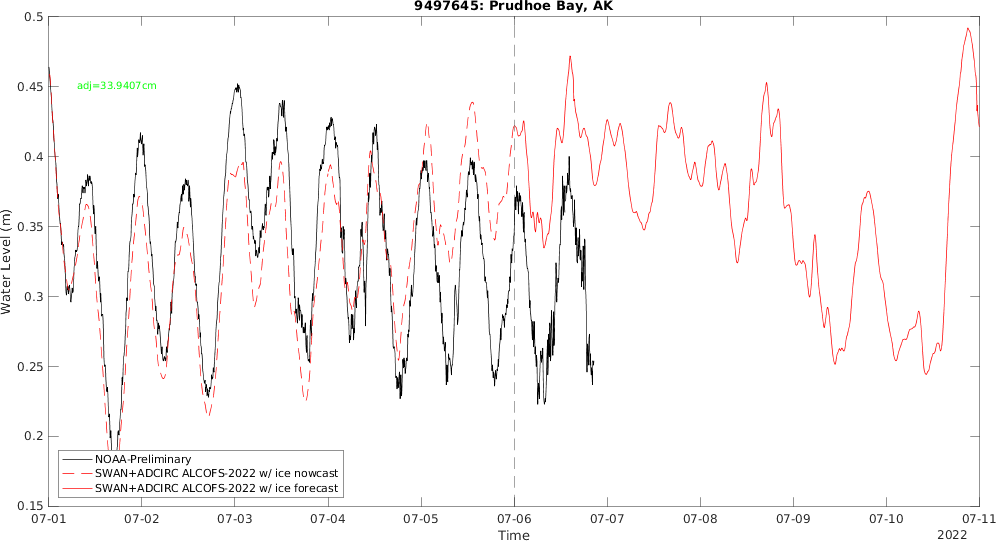 9497645: Prudhoe Bay, AK
0.5
0.45
0.4
0.35
0.3
0.25
0.2
0.15
Water Level (m)
adj=33.9407cm
NOAA-Preliminary
SWAN+ADCIRC ALCOFS-2022 w/ ice nowcast
SWAN+ADCIRC ALCOFS-2022 w/ ice forecast
07-01 07-02 07-03 07-04 07-05 07-06 07-07 07-08 07-09 07-10 07-11
Time
2022